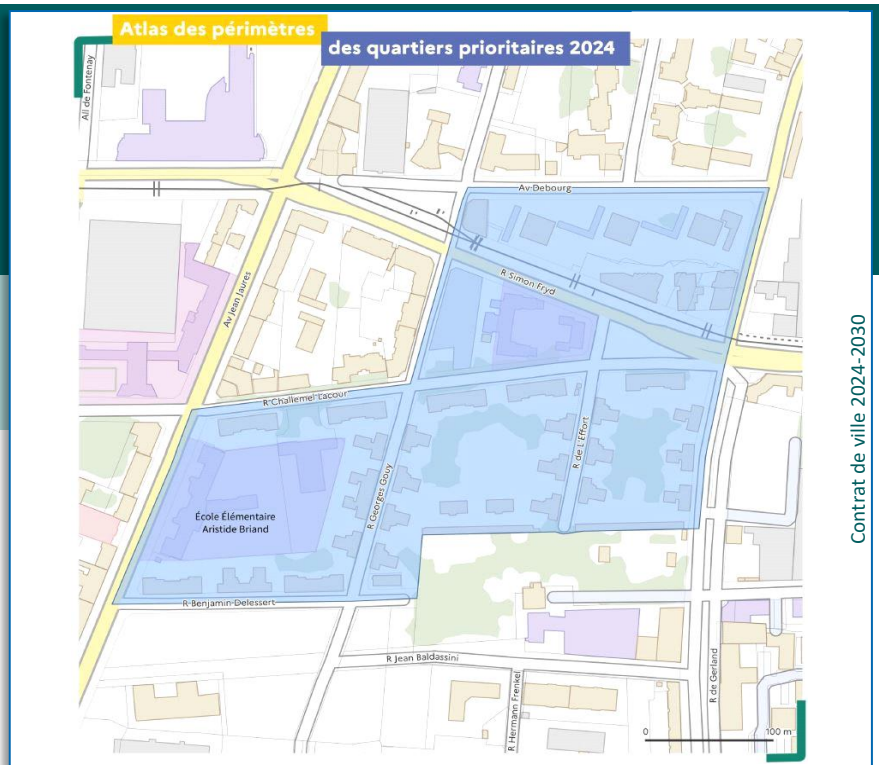 Atlas des périmètres
des quartiers prioritaires 2024
All de Fontenay
Av Debourg
R Simon Fryd
Av Jean Jaures
R Challemel Lacour
R de L'Effort
R Georges Gouy
École Élémentaire
Aristide Briand
R Benjamin Delessert
R Jean Baldassini
R Hermann Frenkel
R de Gerland
0 100 m
Contrat de ville 2024-2030